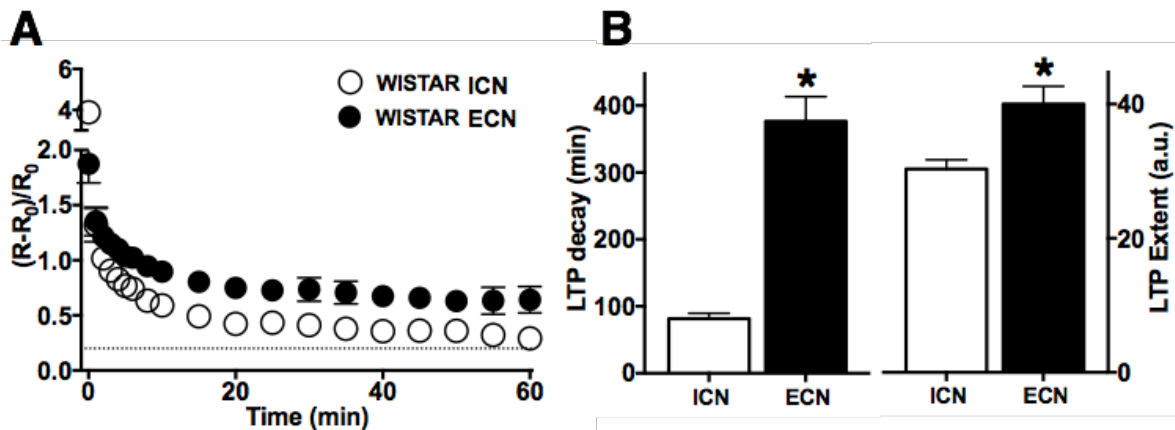 A
6
4
2.0
1.5
1.0
0.5
0.0
(R-R0)/R0
0
20
40
60
Time (min)
WISTAR ICN
WISTAR ECN
B
LTP decay (min)
400
300
200
100
0
*
ICN
ECN
*
ICN
ECN
40
20
0
LTP Extent (a.u.)